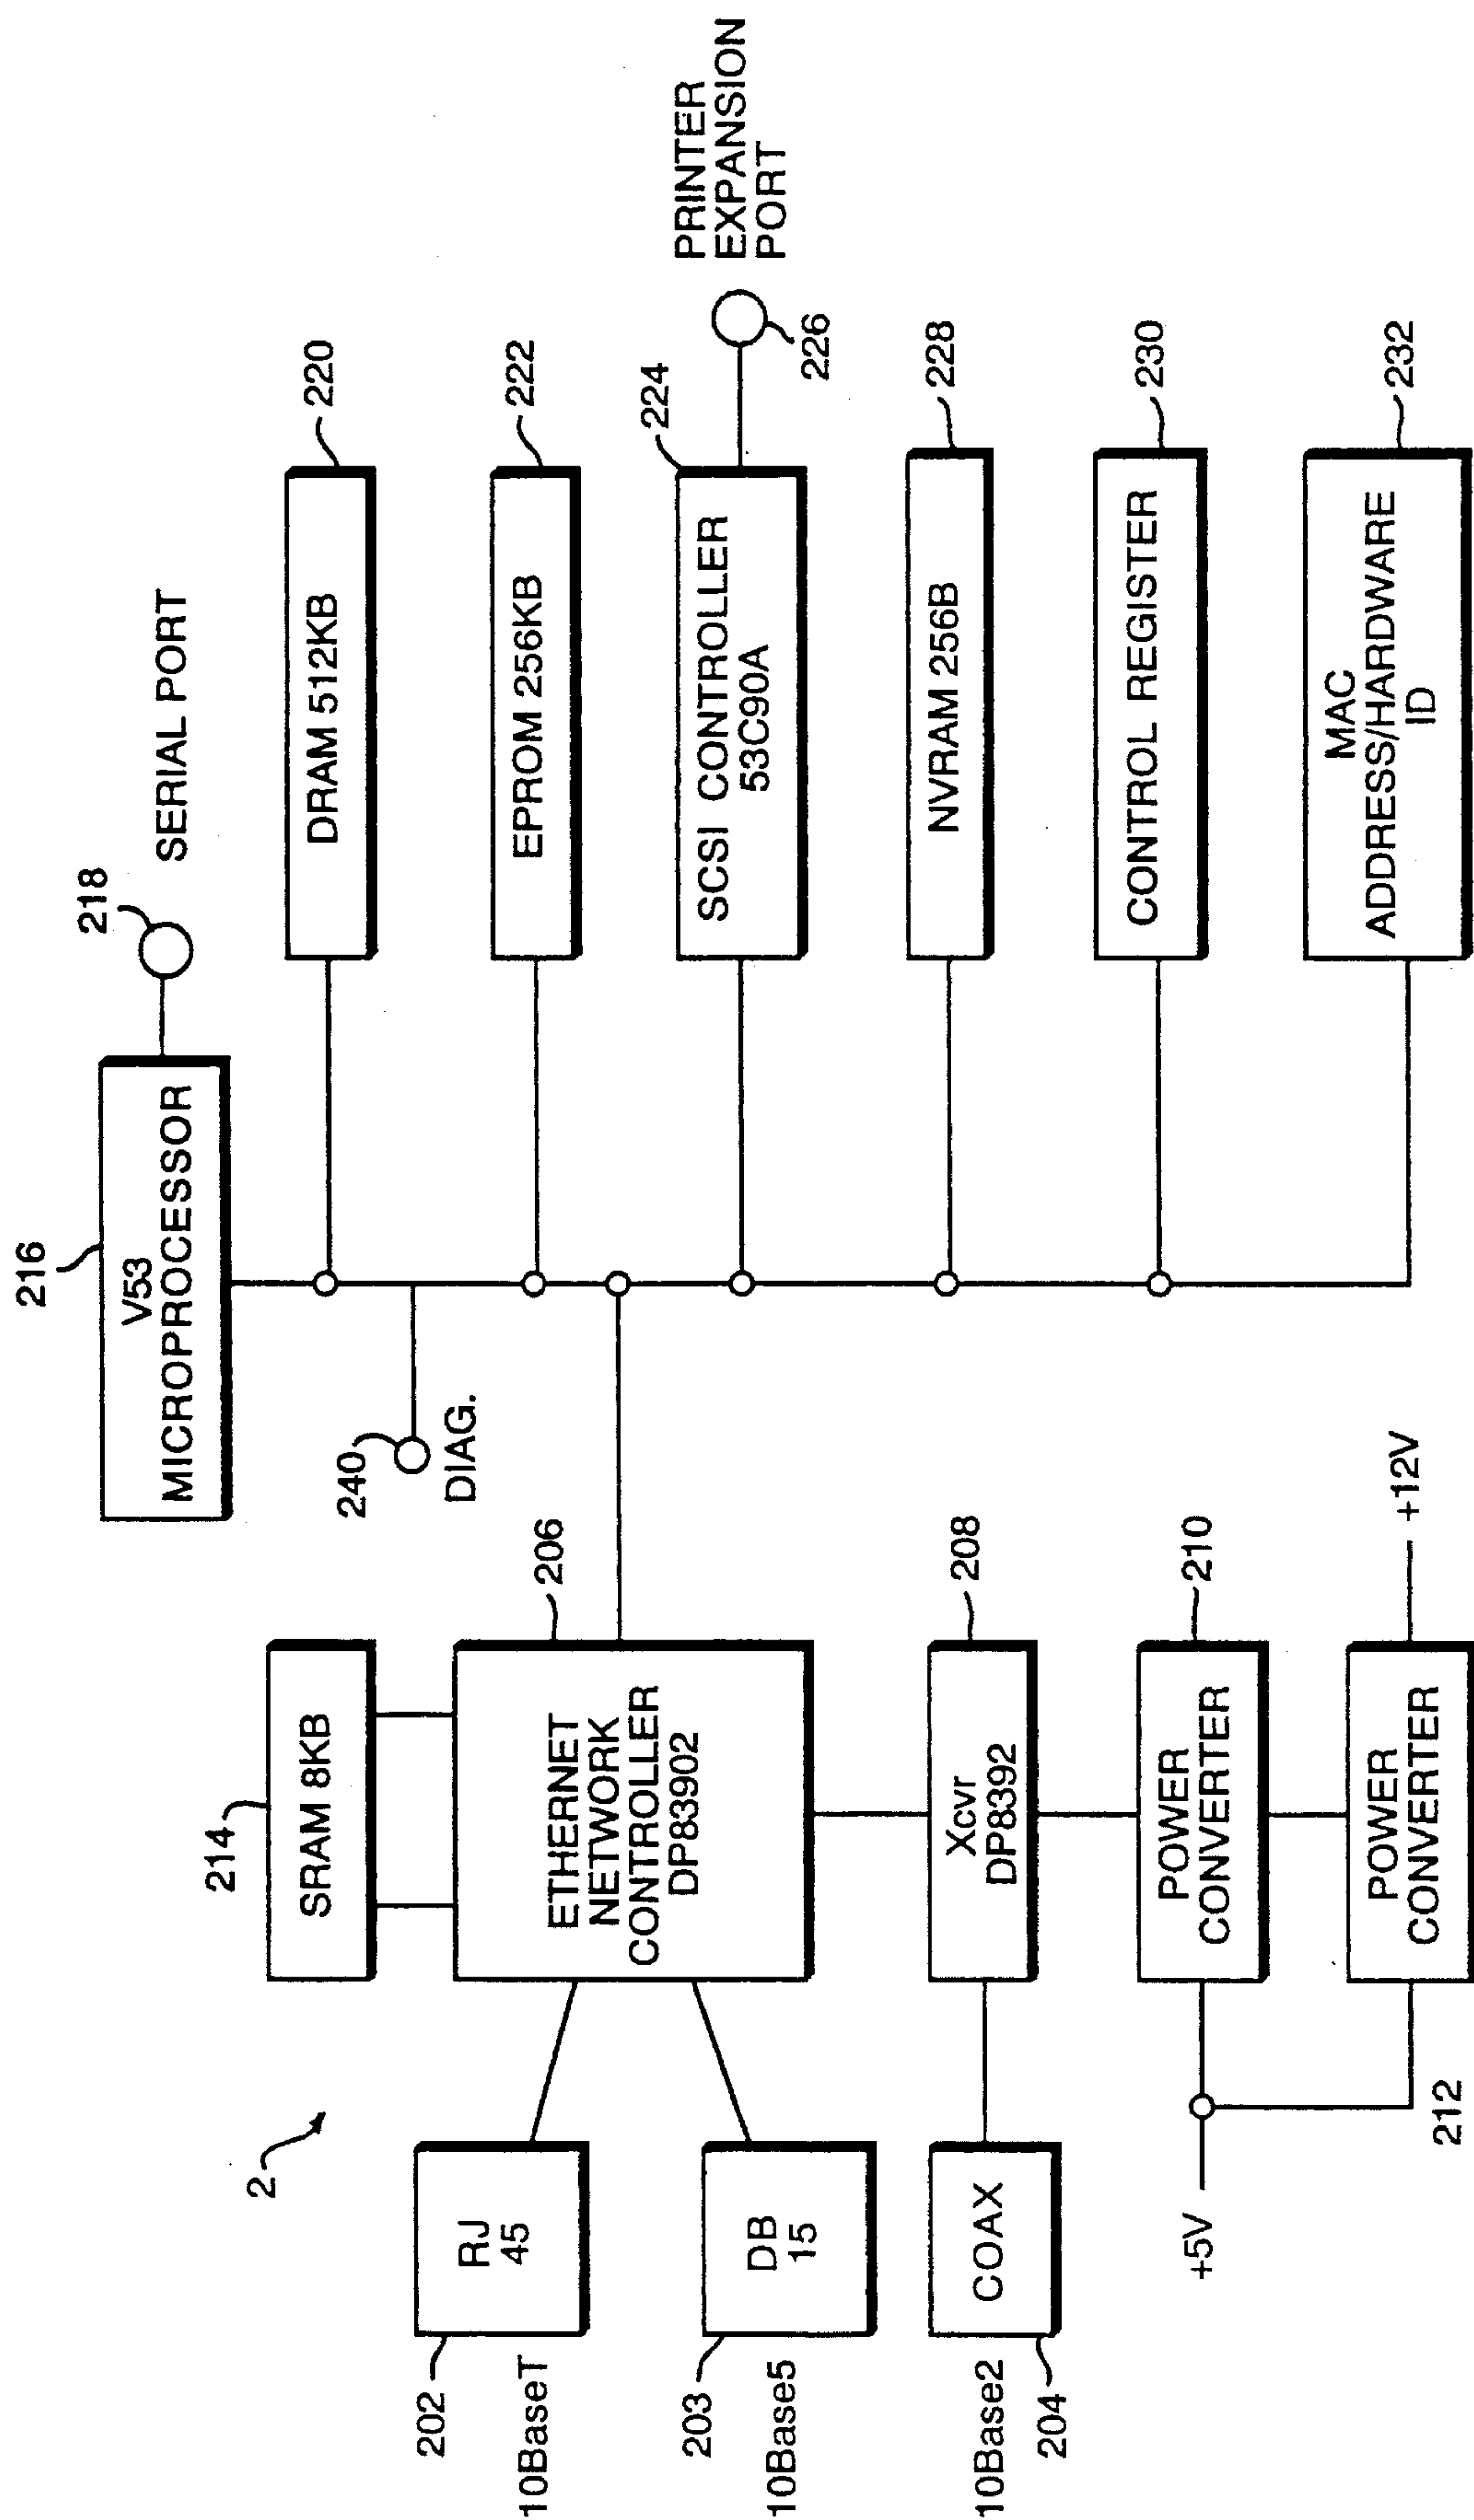 216
V53
MICROPROCESSOR
218
SERIAL PORT
214
SRAM 8KB
240
DIAG.
DRAM 512KB
220
2
RJ
45
202
10BaseT
ETHERNET
NETWORK
CONTROLLER
DP83902
206
EPROM 256KB
222
DB
15
203
10Base5
SCSI CONTROLLER
53C90A
224
226
PRINTER
EXPANSION
PORT
COAX
10Base2
204
Xcvr
DP8392
208
NVRAM 256B
228
+5V
POWER
CONVERTER
210
CONTROL REGISTER
230
212
POWER
CONVERTER
+12V
MAC
ADDRESS/HARDWARE
ID
232